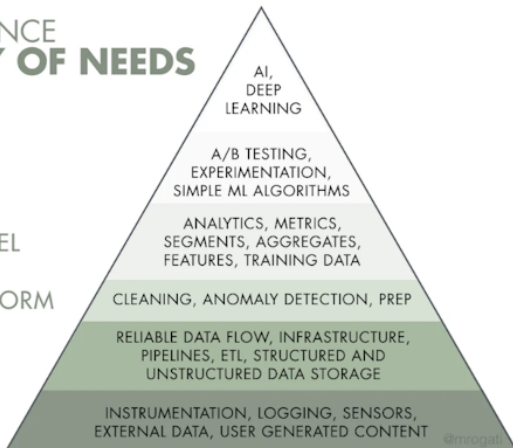 NCE
Y OF NEEDS
AI,
DEEP
LEARNING
A/B TESTING,
EXPERIMENTATION,
SIMPLE ML ALGORITHMS
ANALYTICS, METRICS,
SEGMENTS, AGGREGATES,
FEATURES, TRAINING DATA
EL
ORM
CLEANING, ANOMALY DETECTION, PREP
RELIABLE DATA FLOW, INFRASTRUCTURE,
PIPELINES, ETL, STRUCTURED AND
UNSTRUCTURED DATA STORAGE
INSTRUMENTATION, LOGGING, SENSORS,
EXTERNAL DATA, USER GENERATED CONTENT
@mrogati